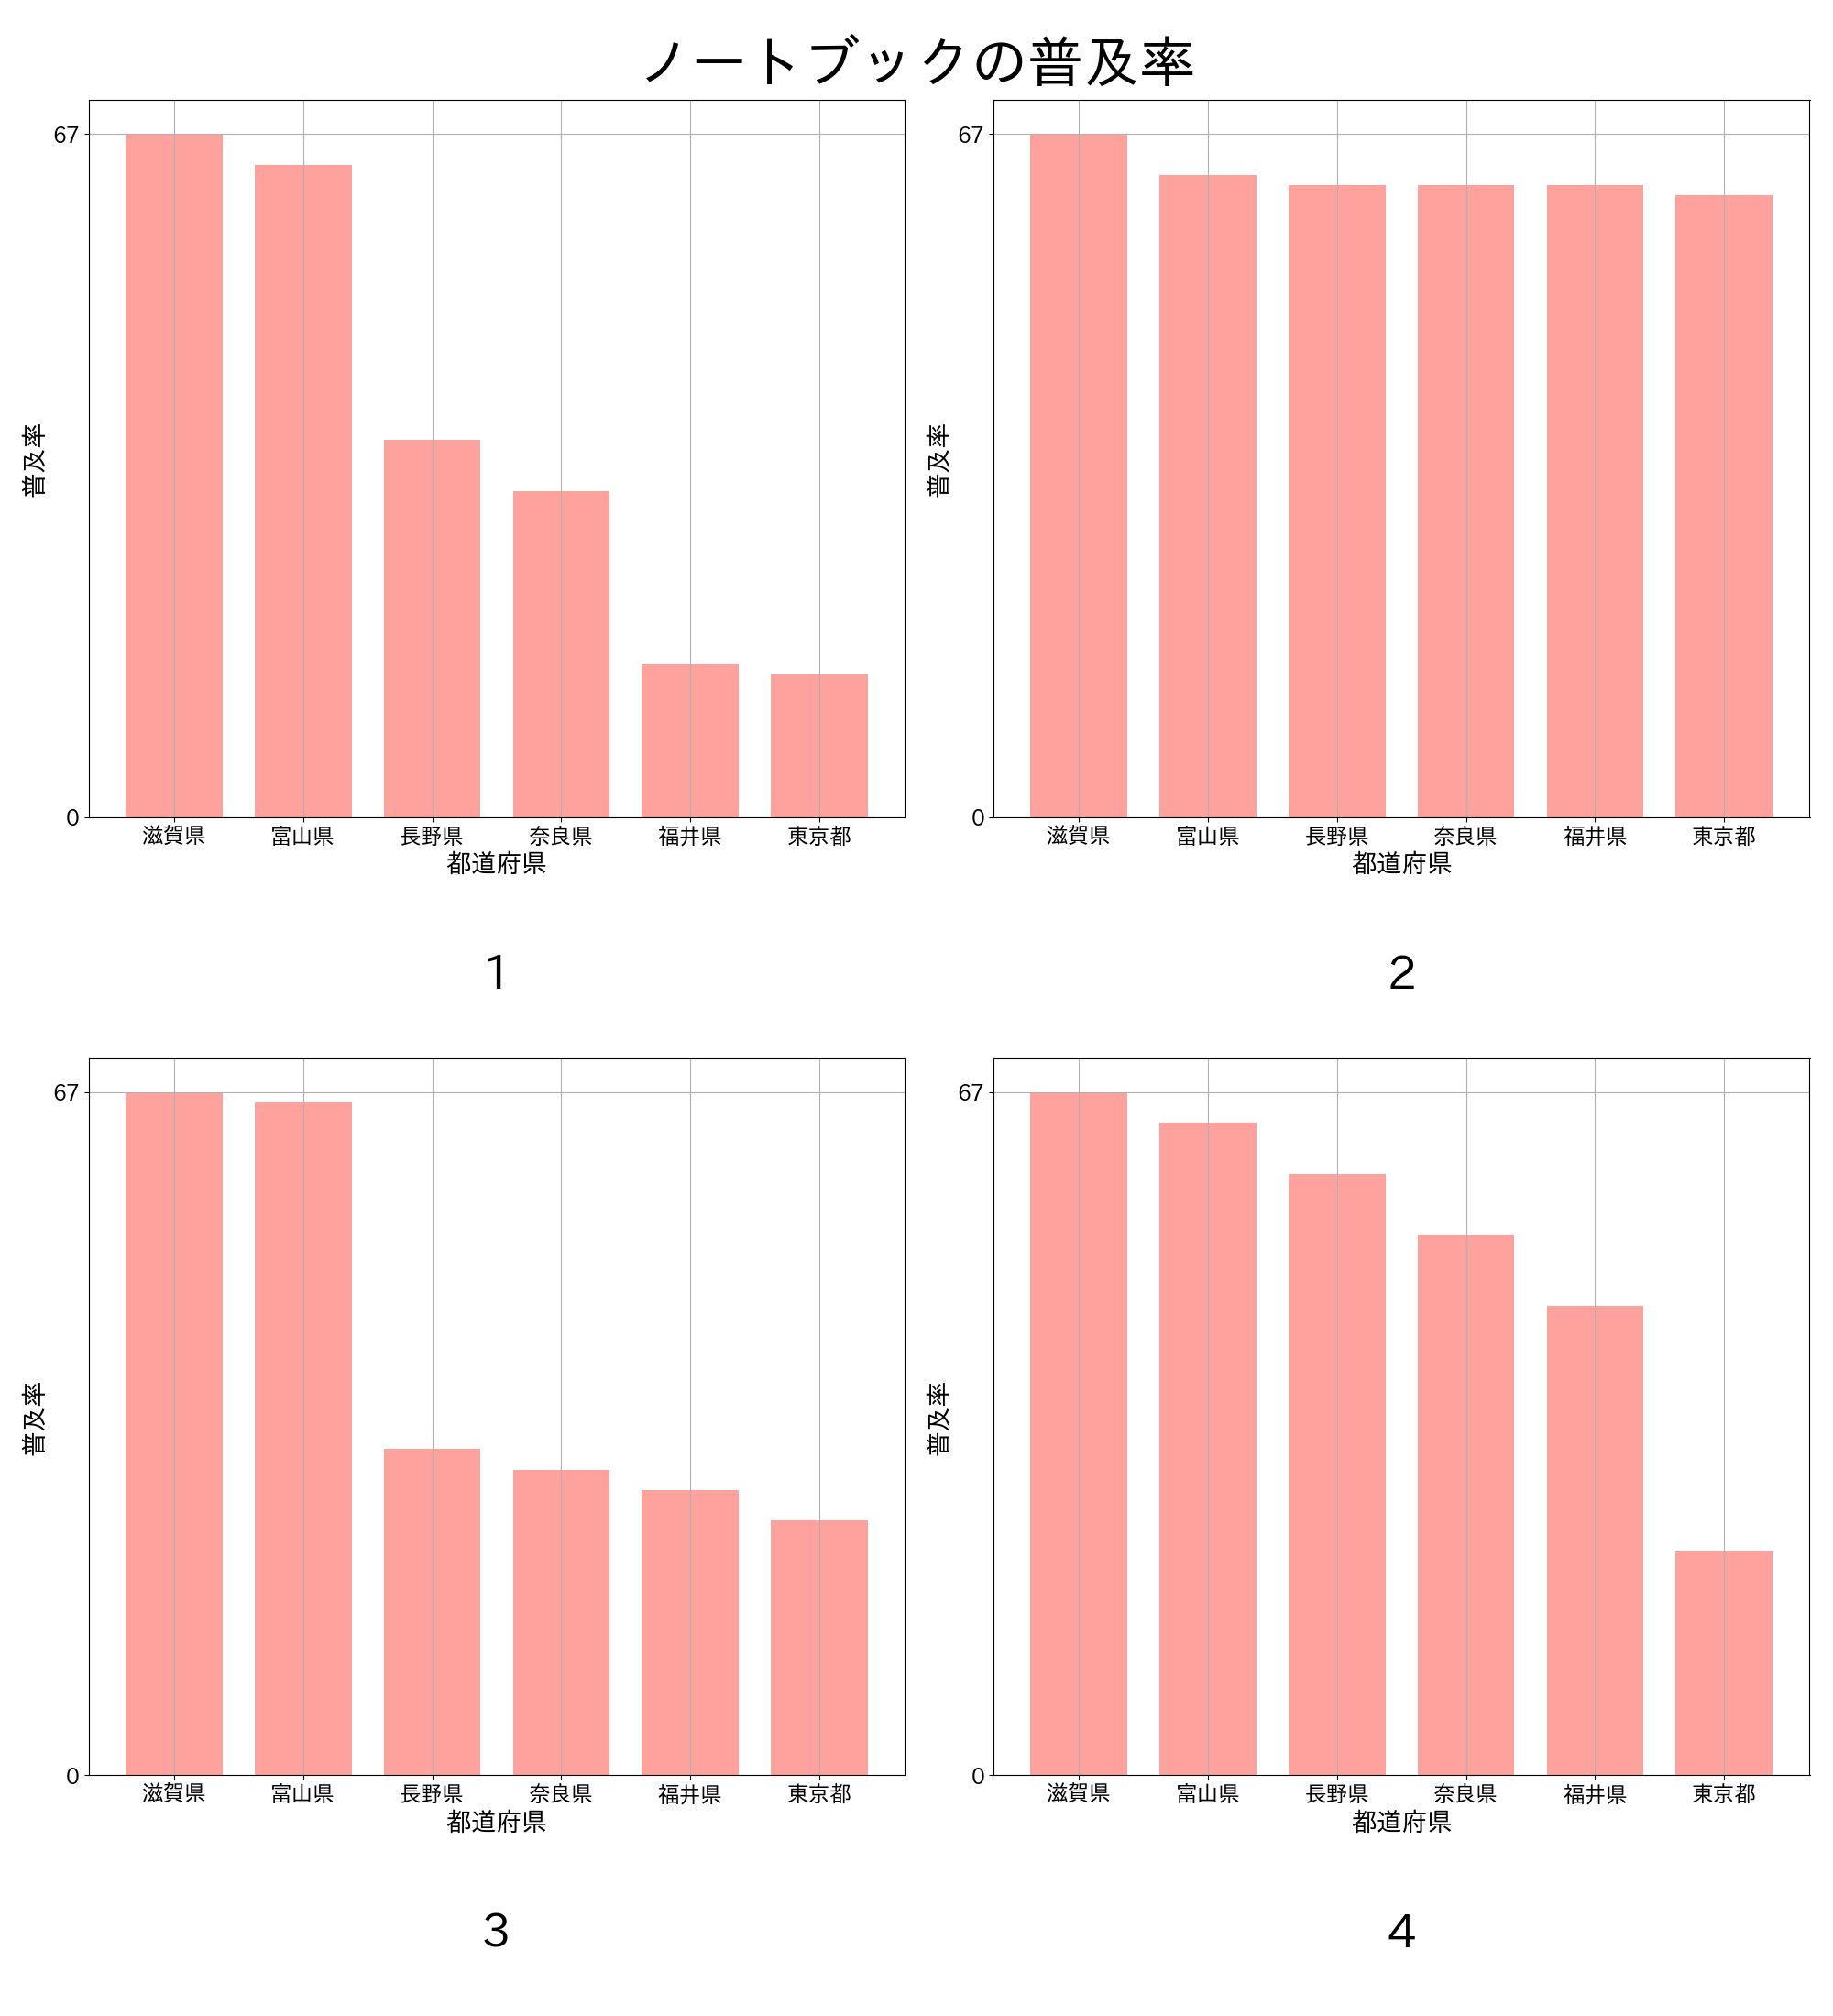 ノートブックの普及率
67
0
普及率
滋賀県 富山県 長野県 奈良県 福井県 東京都
都道府県
1
67
0
普及率
滋賀県 富山県 長野県 奈良県 福井県 東京都
都道府県
2
67
0
普及率
滋賀県 富山県 長野県 奈良県 福井県 東京都
都道府県
3
67
0
普及率
滋賀県 富山県 長野県 奈良県 福井県 東京都
都道府県
4